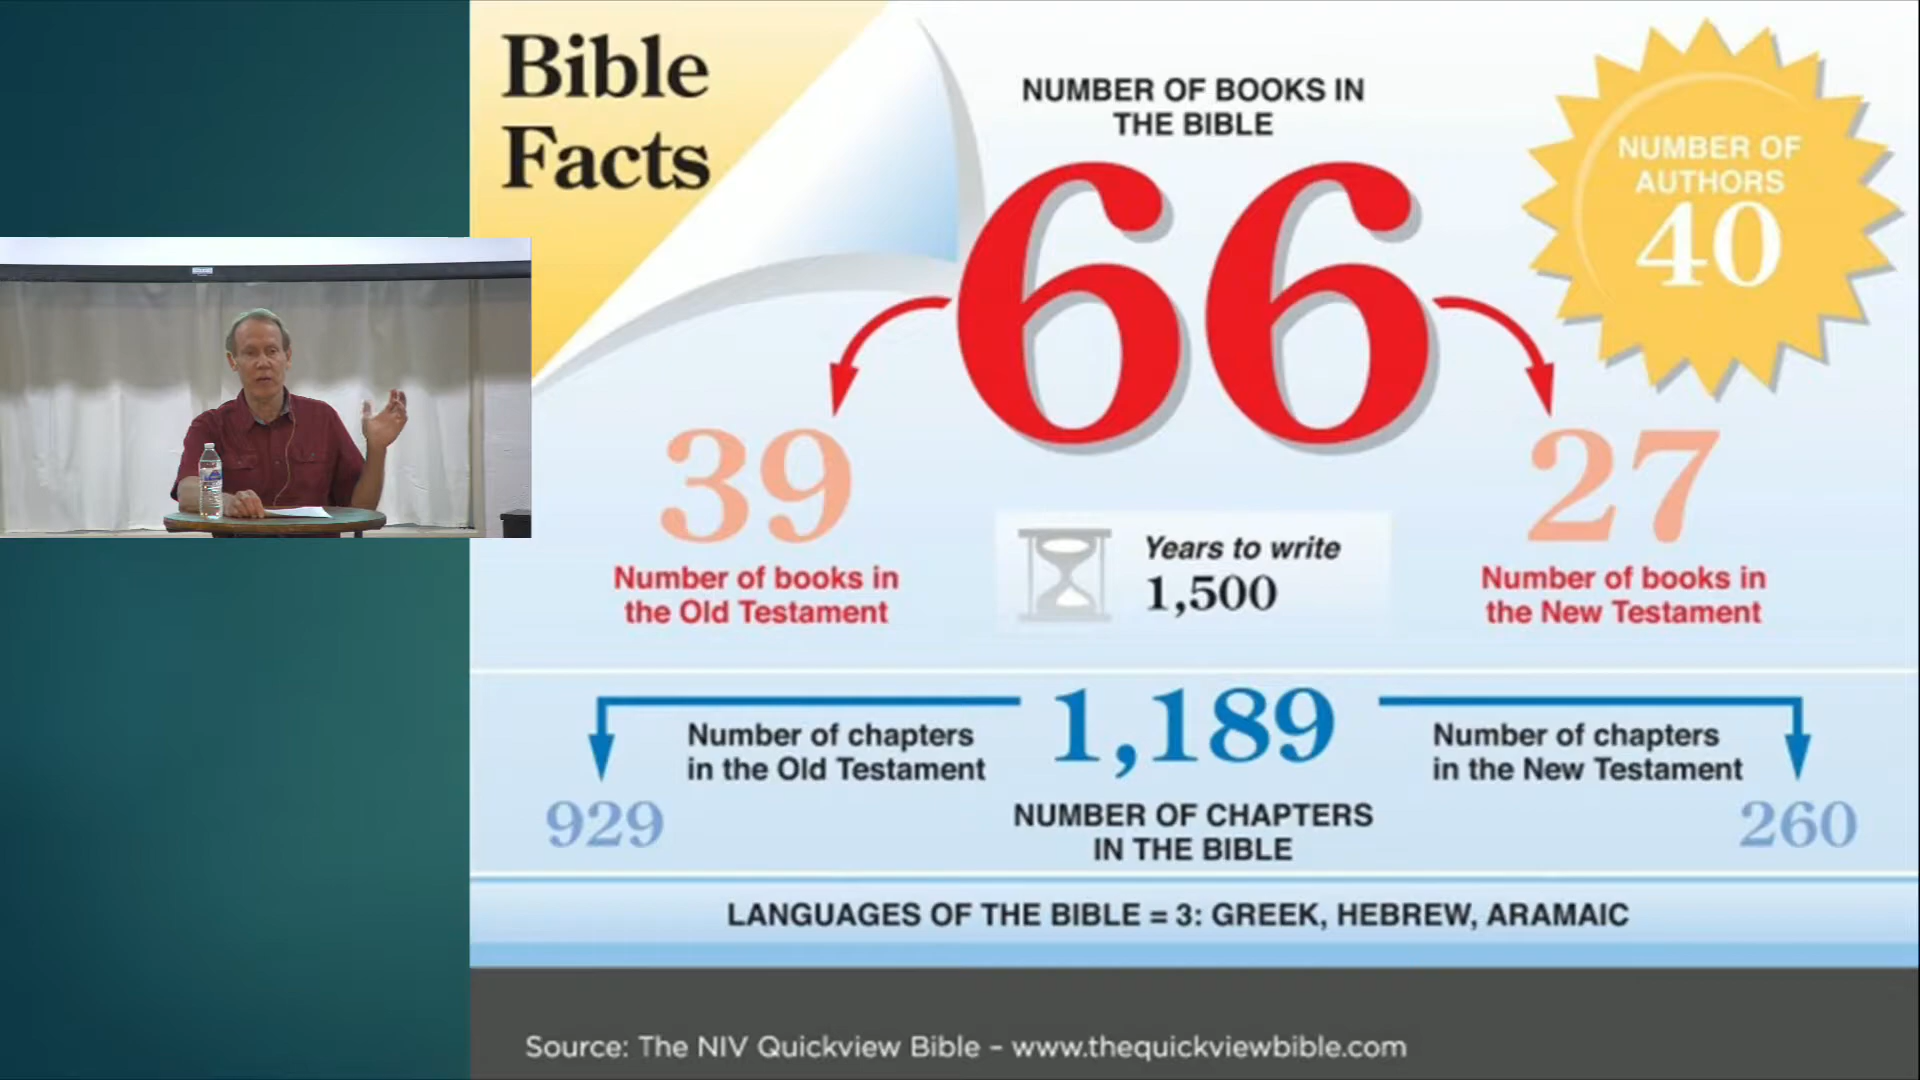 Bible
Facts
NUMBER OF BOOKS IN
THE BIBLE
66
NUMBER OF
AUTHORS
40
39
Number of books in
the Old Testament
Years to write
1,500
27
Number of books in
the New Testament
1,189
NUMBER OF CHAPTERS
IN THE BIBLE
Number of chapters
in the Old Testament
929
Number of chapters
in the New Testament
260
LANGUAGES OF THE BIBLE = 3: GREEK, HEBREW, ARAMAIC
Source: The NIV Quickview Bible – www.thequickviewbible.com